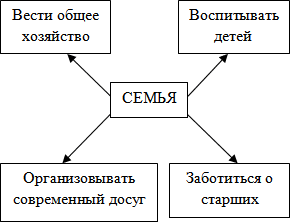 Вести общее
хозяйство
Воспитывать
детей
СЕМЬЯ
Организовывать
современный досуг
Заботиться о
старших